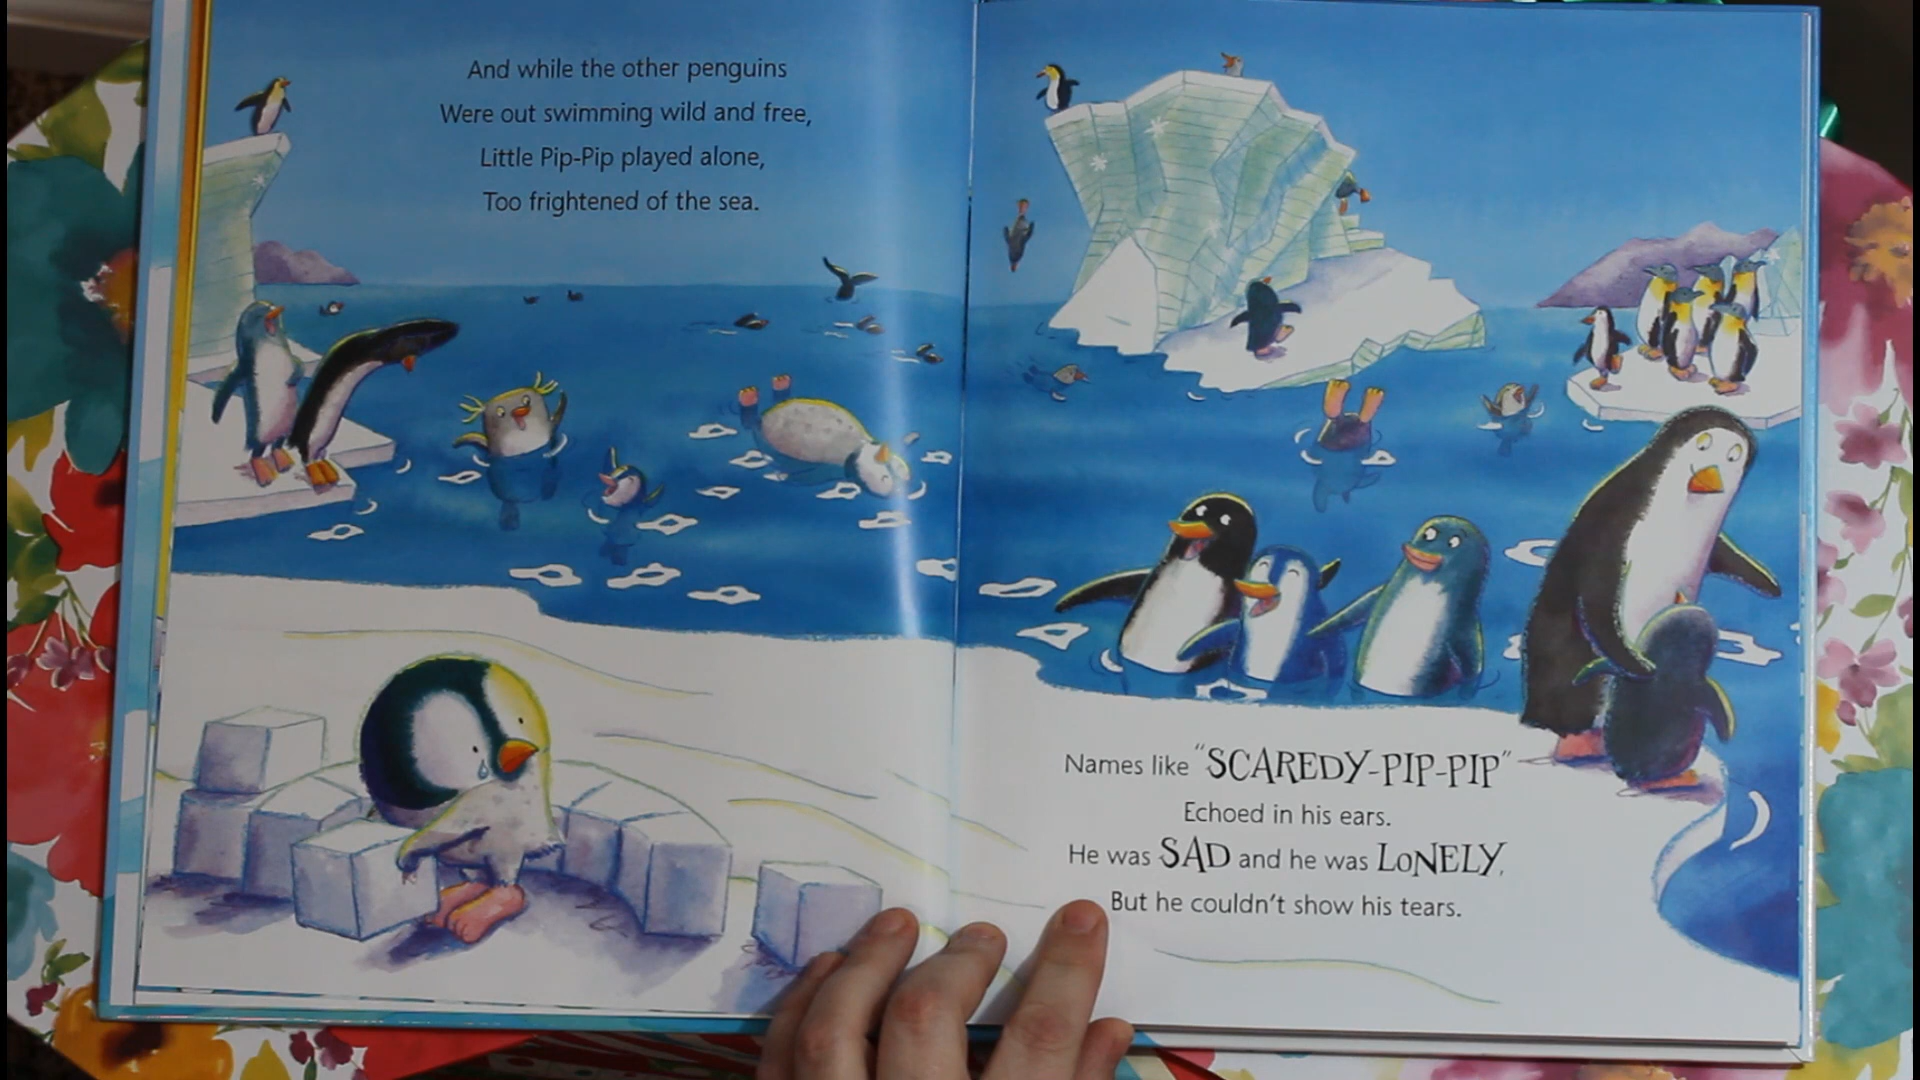 And while the other penguins
Were out swimming wild and free,
Little Pip-Pip played alone,
Too frightened of the sea.
Names like “SCAREDY-PIP-PIP”
Echoed in his ears.
He was SAD and he was LoNELY,
But he couldn't show his tears.